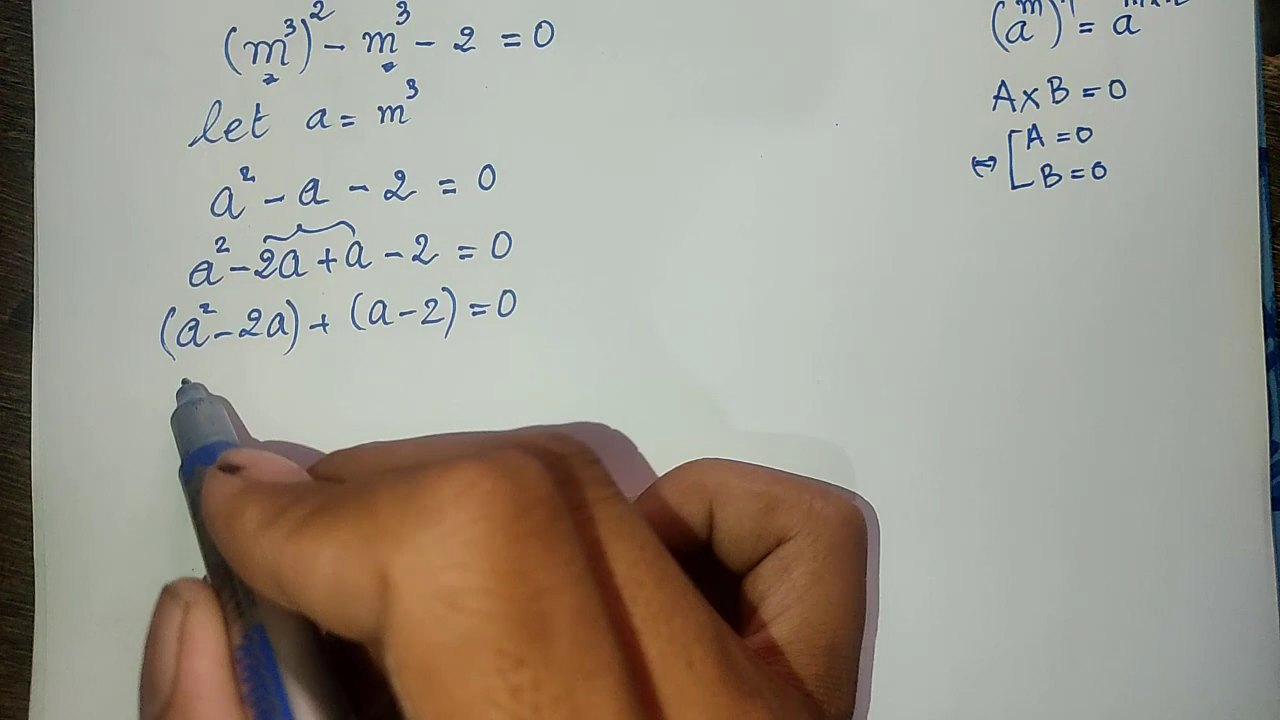 (m³)² - m³ - 2 = 0
let a = m³
a² - a - 2 = 0
a² - 2a + a - 2 = 0
(a² - 2a) + (a - 2) = 0
A × B = 0
⇔ [ A = 0
B = 0